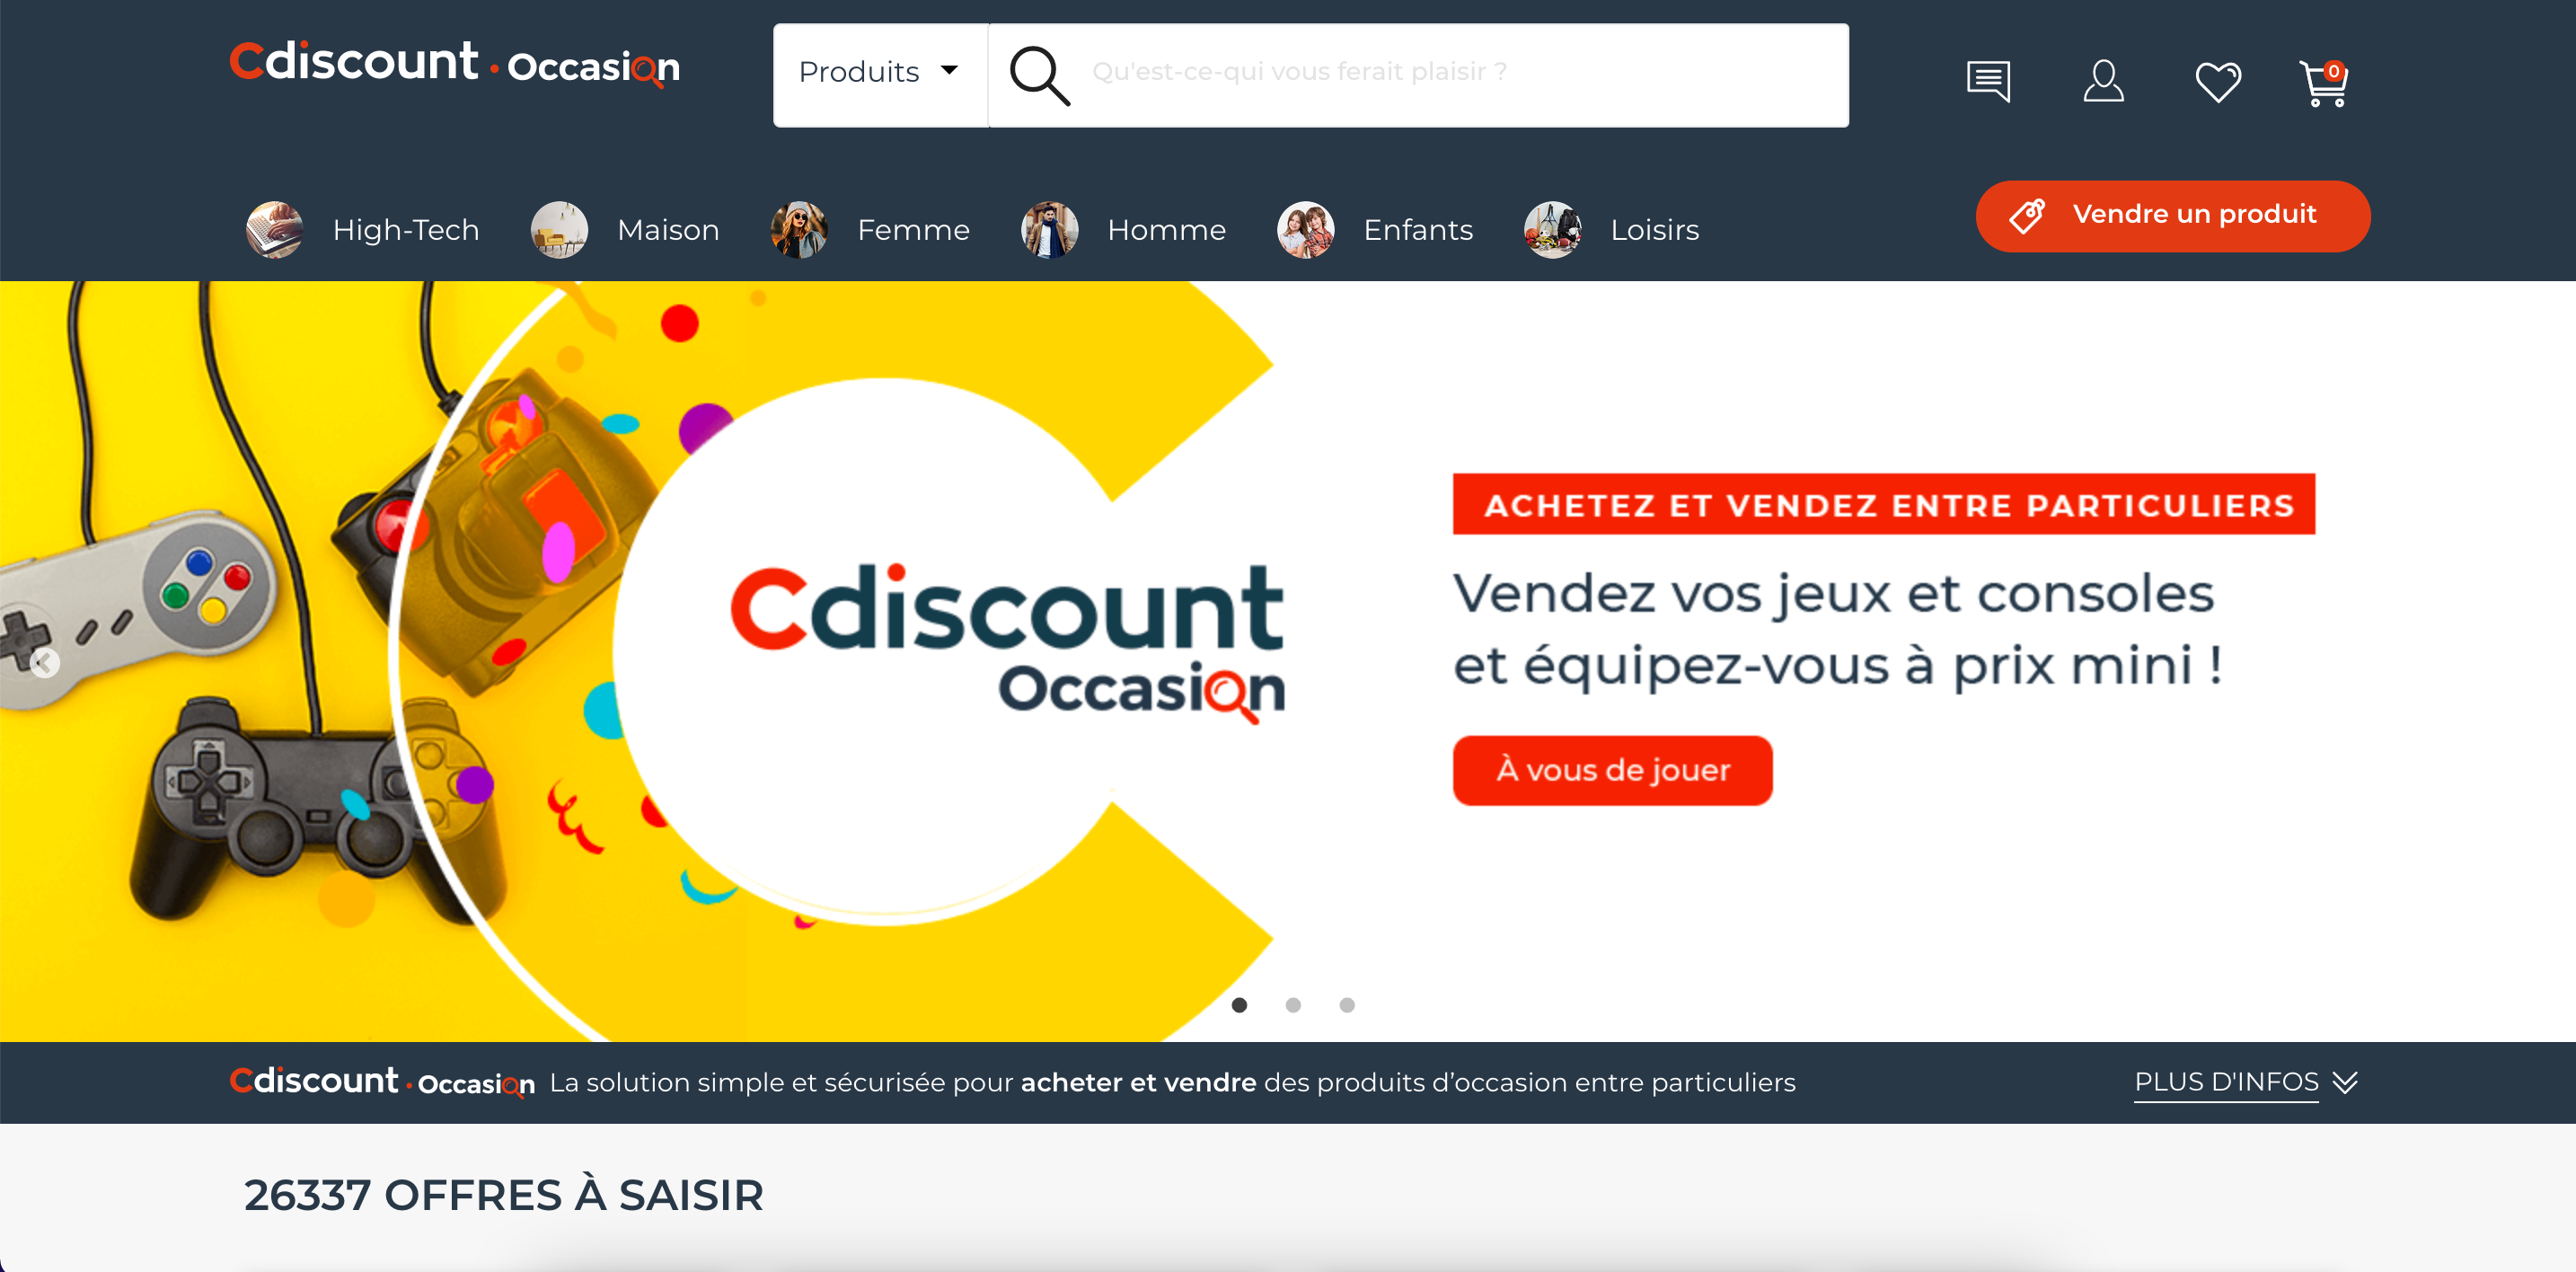 Cdiscount • Occasion
Produits
Qu'est-ce-qui vous ferait plaisir ?
0
High-Tech
Maison
Femme
Homme
Enfants
Loisirs
Vendre un produit
ACHETEZ ET VENDEZ ENTRE PARTICULIERS
Vendez vos jeux et consoles
et équipez-vous à prix mini !
À vous de jouer
Cdiscount
Occasion
Cdiscount • Occasion La solution simple et sécurisée pour acheter et vendre des produits d’occasion entre particuliers
PLUS D'INFOS
26337 OFFRES À SAISIR